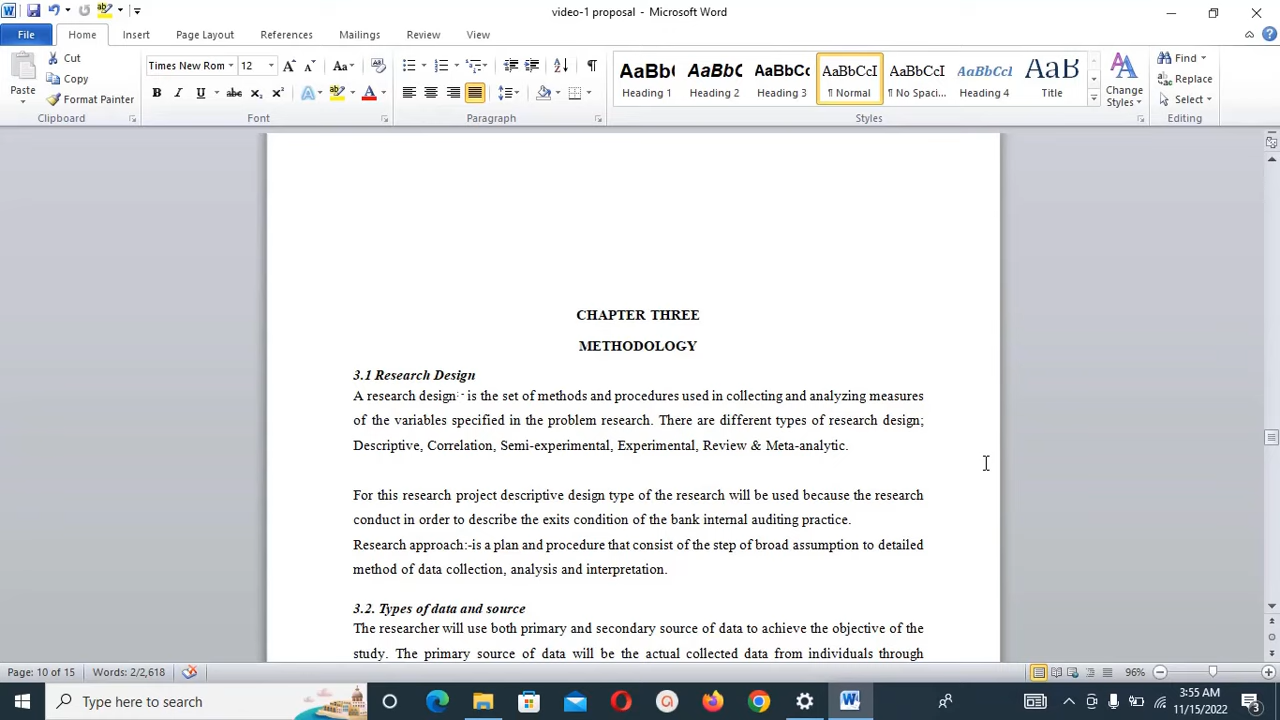 video-1 proposal - Microsoft Word
File Home Insert Page Layout References Mailings Review View
Paste
Cut
Copy
Format Painter
Clipboard
Times New Rom 12
Font
Paragraph
AaBb( AaBbC AaBbCc AaBbCcI AaBbCcI AaBbCcI AaB
Heading 1 Heading 2 Heading 3 ¶ Normal ¶ No Spaci... Heading 4 Title
Change
Styles
Styles
Find
Replace
Select
Editing
CHAPTER THREE
METHODOLOGY
3.1 Research Design
A research design:- is the set of methods and procedures used in collecting and analyzing measures
of the variables specified in the problem research. There are different types of research design;
Descriptive, Correlation, Semi-experimental, Experimental, Review & Meta-analytic.
For this research project descriptive design type of the research will be used because the research
conduct in order to describe the exits condition of the bank internal auditing practice.
Research approach:-is a plan and procedure that consist of the step of broad assumption to detailed
method of data collection, analysis and interpretation.
3.2. Types of data and source
The researcher will use both primary and secondary source of data to achieve the objective of the
study. The primary source of data will be the actual collected data from individuals through
Page: 10 of 15 Words: 2/2,618 96%
Type here to search
3:55 AM
11/15/2022
3